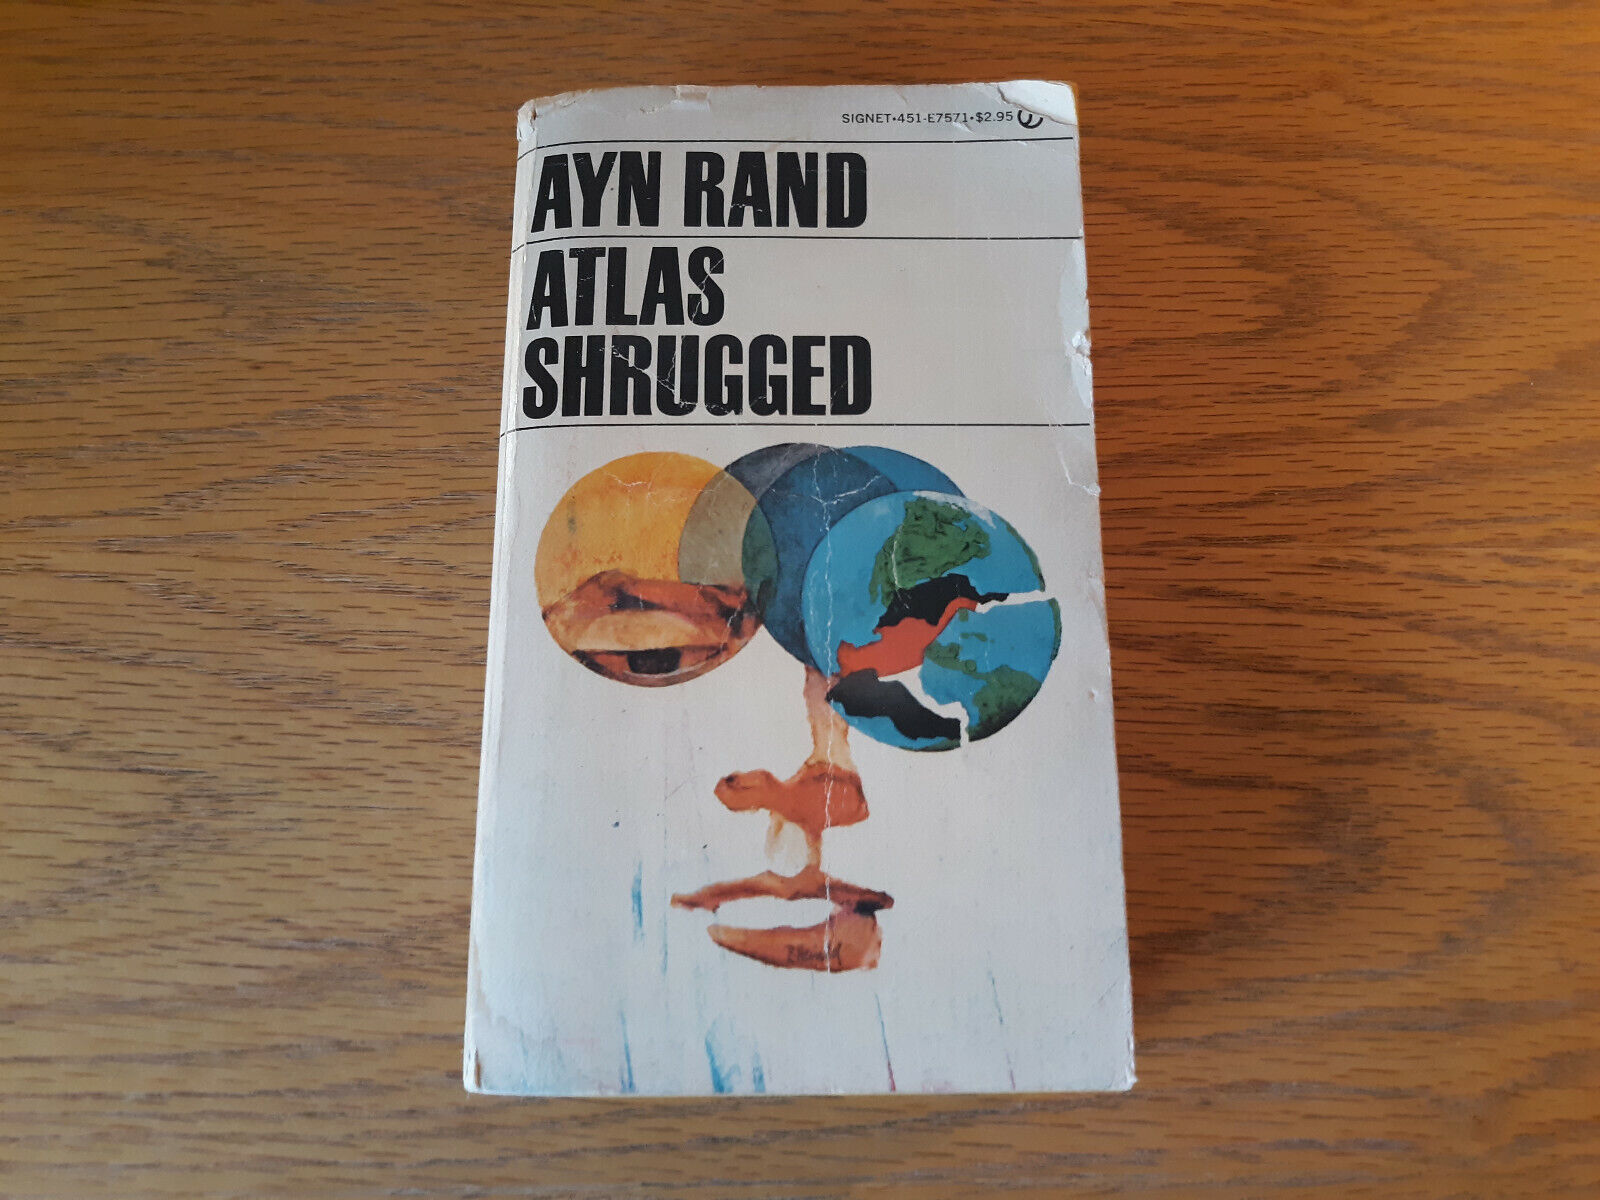 SIGNET•451-E7571•$2.95
AYN RAND
ATLAS
SHRUGGED